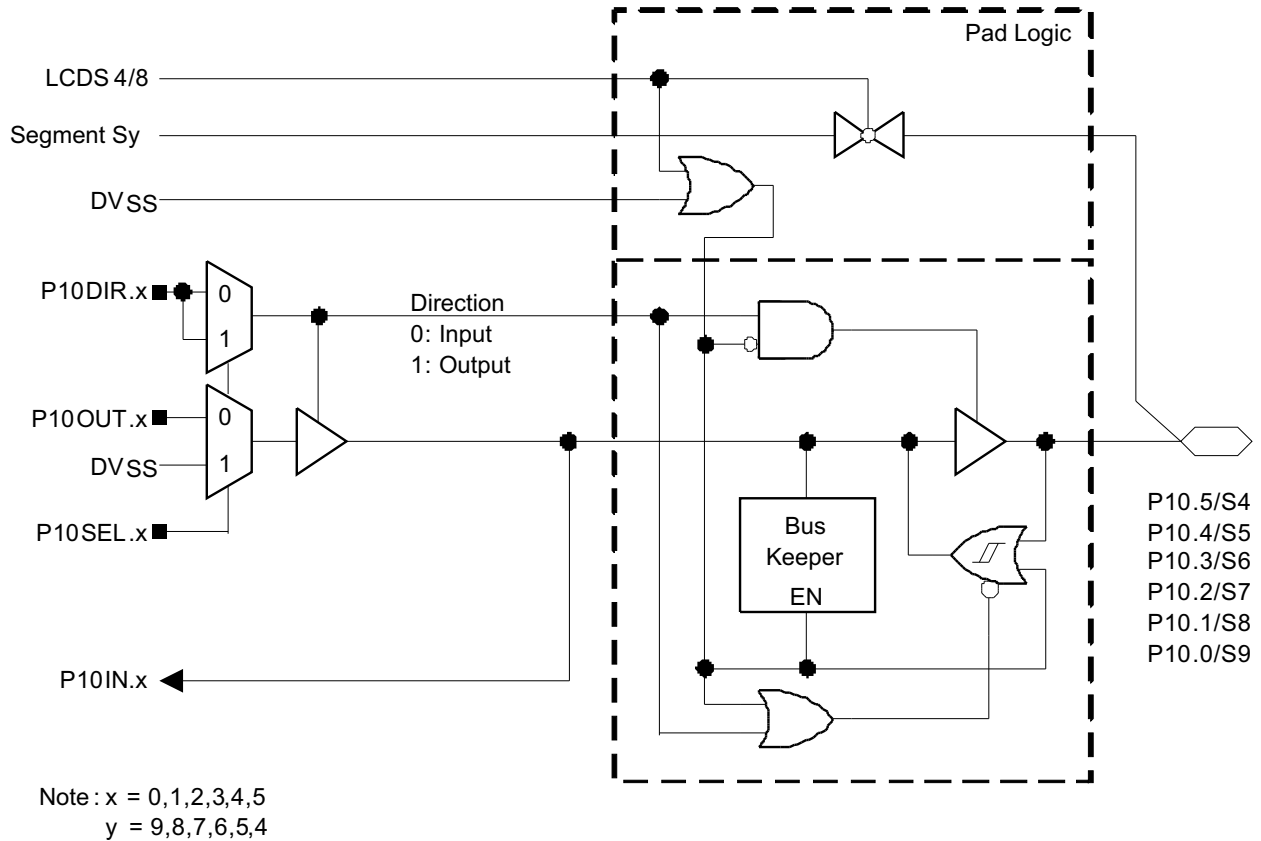 Pad Logic
LCDS 4/8
Segment Sy
DVSS
P10DIR.x
0
1
Direction
0: Input
1: Output
P10OUT.x
0
DVSS
1
P10SEL.x
Bus
Keeper
EN
P10.5/S4
P10.4/S5
P10.3/S6
P10.2/S7
P10.1/S8
P10.0/S9
P10IN.x
Note: x = 0,1,2,3,4,5
y = 9,8,7,6,5,4